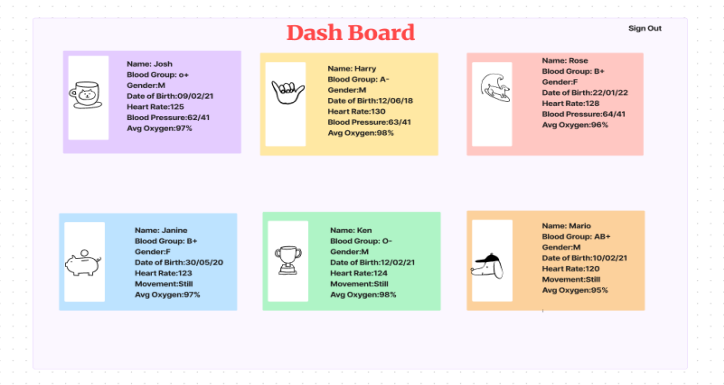 Dash Board
Sign Out
Name: Josh
Blood Group: o+
Gender:M
Date of Birth:09/02/21
Heart Rate:125
Blood Pressure:62/41
Avg Oxygen:97%
Name: Harry
Blood Group: A-
Gender:M
Date of Birth:12/06/18
Heart Rate:130
Blood Pressure:63/41
Avg Oxygen:98%
Name: Rose
Blood Group: B+
Gender:F
Date of Birth:22/01/22
Heart Rate:128
Blood Pressure:64/41
Avg Oxygen:96%
Name: Janine
Blood Group: B+
Gender:F
Date of Birth:30/05/20
Heart Rate:123
Movement:Still
Avg Oxygen:97%
Name: Ken
Blood Group: O-
Gender:M
Date of Birth:12/02/21
Heart Rate:124
Movement:Still
Avg Oxygen:98%
Name: Mario
Blood Group: AB+
Gender:M
Date of Birth:10/02/21
Heart Rate:120
Movement:Still
Avg Oxygen:95%